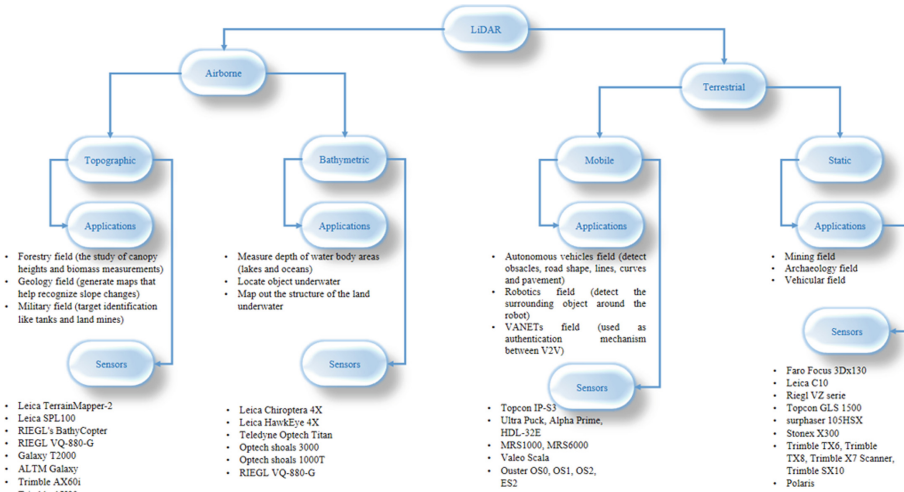 LiDAR
Airborne
Terrestrial
Topographic
Bathymetric
Mobile
Static
Applications
Applications
Applications
Applications
• Forestry field (the study of canopy
heights and biomass measurements)
• Geology field (generate maps that
help recognize slope changes)
• Military field (target identification
like tanks and land mines)
• Measure depth of water body areas
(lakes and oceans)
• Locate object underwater
• Map out the structure of the land
underwater
• Autonomous vehicles field (detect
obsacles, road shape, lines, curves
and pavement)
• Robotics field (detect the
surrounding object around the
robot)
• VANETs field (used as
authentication mechanism
between V2V)
• Mining field
• Archaeology field
• Vehicular field
Sensors
Sensors
Sensors
Sensors
• Leica TerrainMapper-2
• Leica SPL100
• RIEGL's BathyCopter
• RIEGL VQ-880-G
• Galaxy T2000
• ALTM Galaxy
• Trimble AX60i
• Leica Chiroptera 4X
• Leica HawkEye 4X
• Teledyne Optech Titan
• Optech shoals 3000
• Optech shoals 1000T
• RIEGL VQ-880-G
• Topcon IP-S3
• Ultra Puck, Alpha Prime,
HDL-32E
• MRS1000, MRS6000
• Valeo Scala
• Ouster OS0, OS1, OS2,
ES2
• Faro Focus 3Dx130
• Leica C10
• Riegl VZ serie
• Topcon GLS 1500
• surphaser 105HSX
• Stonex X300
• Trimble TX6, Trimble
TX8, Trimble X7 Scanner,
Trimble SX10
• Polaris